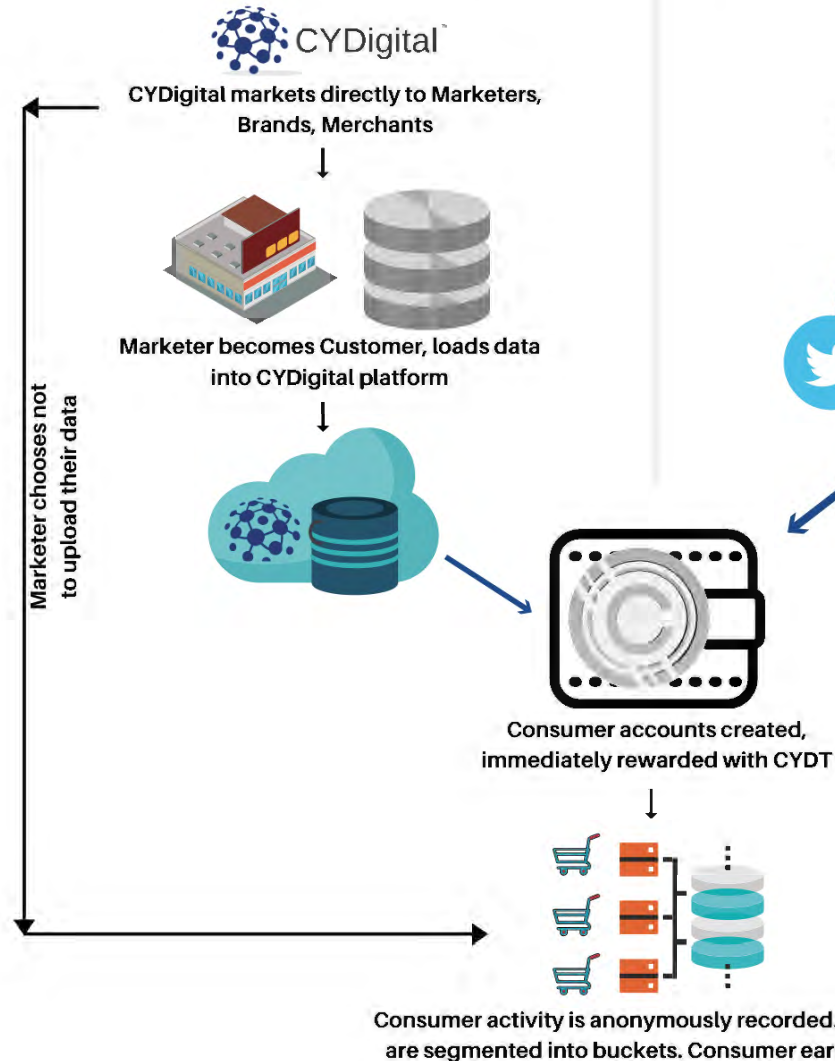 CYDigital™
CYDigital markets directly to Marketers,
Brands, Merchants
Marketer becomes Customer, loads data
into CYDigital platform
Marketer chooses not
to upload their data
Consumer accounts created,
immediately rewarded with CYDT
Consumer activity is anonymously recorded.
are segmented into buckets. Consumer ear